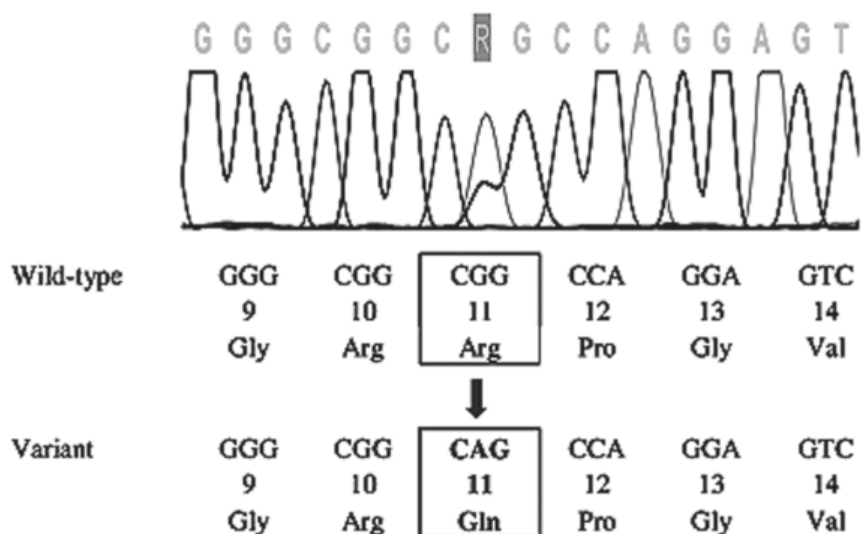 G G G C G G C R G C C A G G A G T
Wild-type GGG CGG CGG CCA GGA GTC
9 10 11 12 13 14
Gly Arg Arg Pro Gly Val
Variant GGG CGG CAG CCA GGA GTC
9 10 11 12 13 14
Gly Arg Gln Pro Gly Val